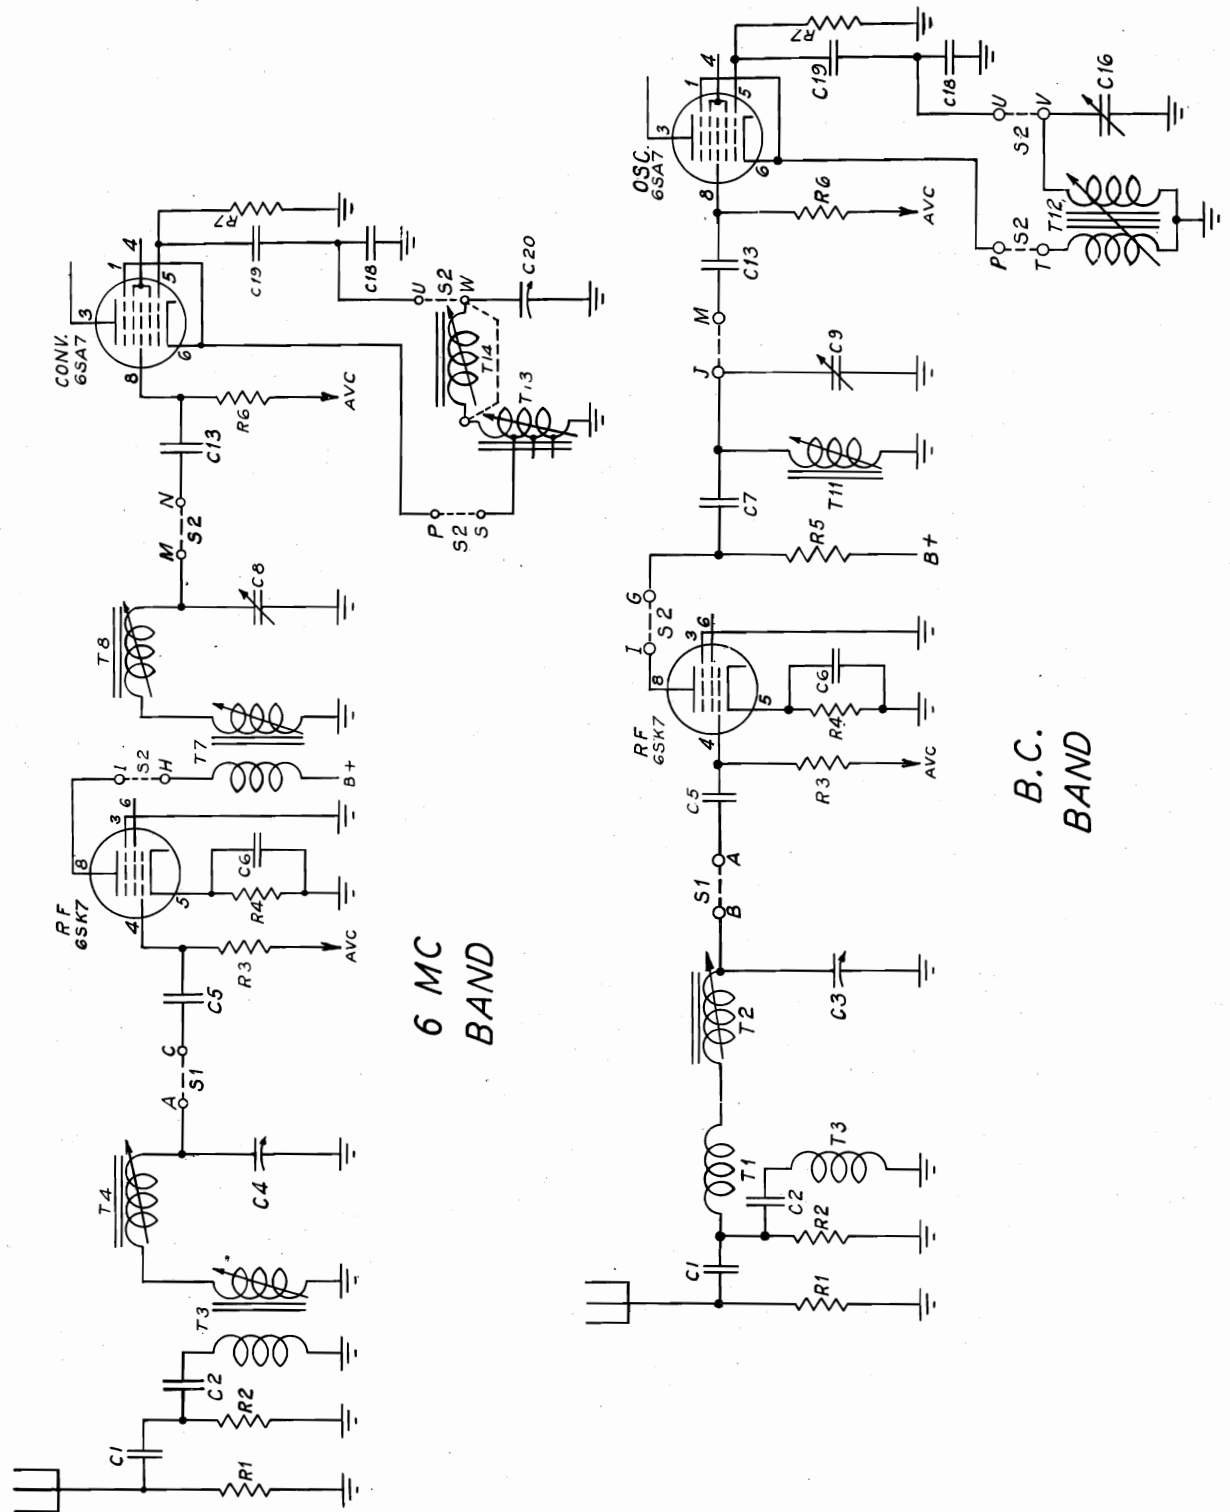 6 MC
BAND
C1
R1
R2
C2
T3
T4
C4
A
S1
C
C5
R3
AVC
RF
6SK7
4
8
3
6
5
R4
C6
I
S2
H
B+
T7
T8
C8
M
S2
N
C13
R6
AVC
CONV.
6SA7
8
3
1
4
5
6
R7
C19
C18
U
S2
W
C20
T14
T13
P
S2
S
B.C.
BAND
C1
R1
R2
C2
T3
T1
T2
C3
B
S1
A
C5
R3
AVC
RF
6SK7
4
8
3
6
5
R4
C6
I
S2
G
R5
B+
C7
T11
J
C9
M
C13
R6
AVC
OSC.
6SA7
8
3
1
4
5
6
R7
C19
C18
U
S2
V
C16
T12
P
S2
T